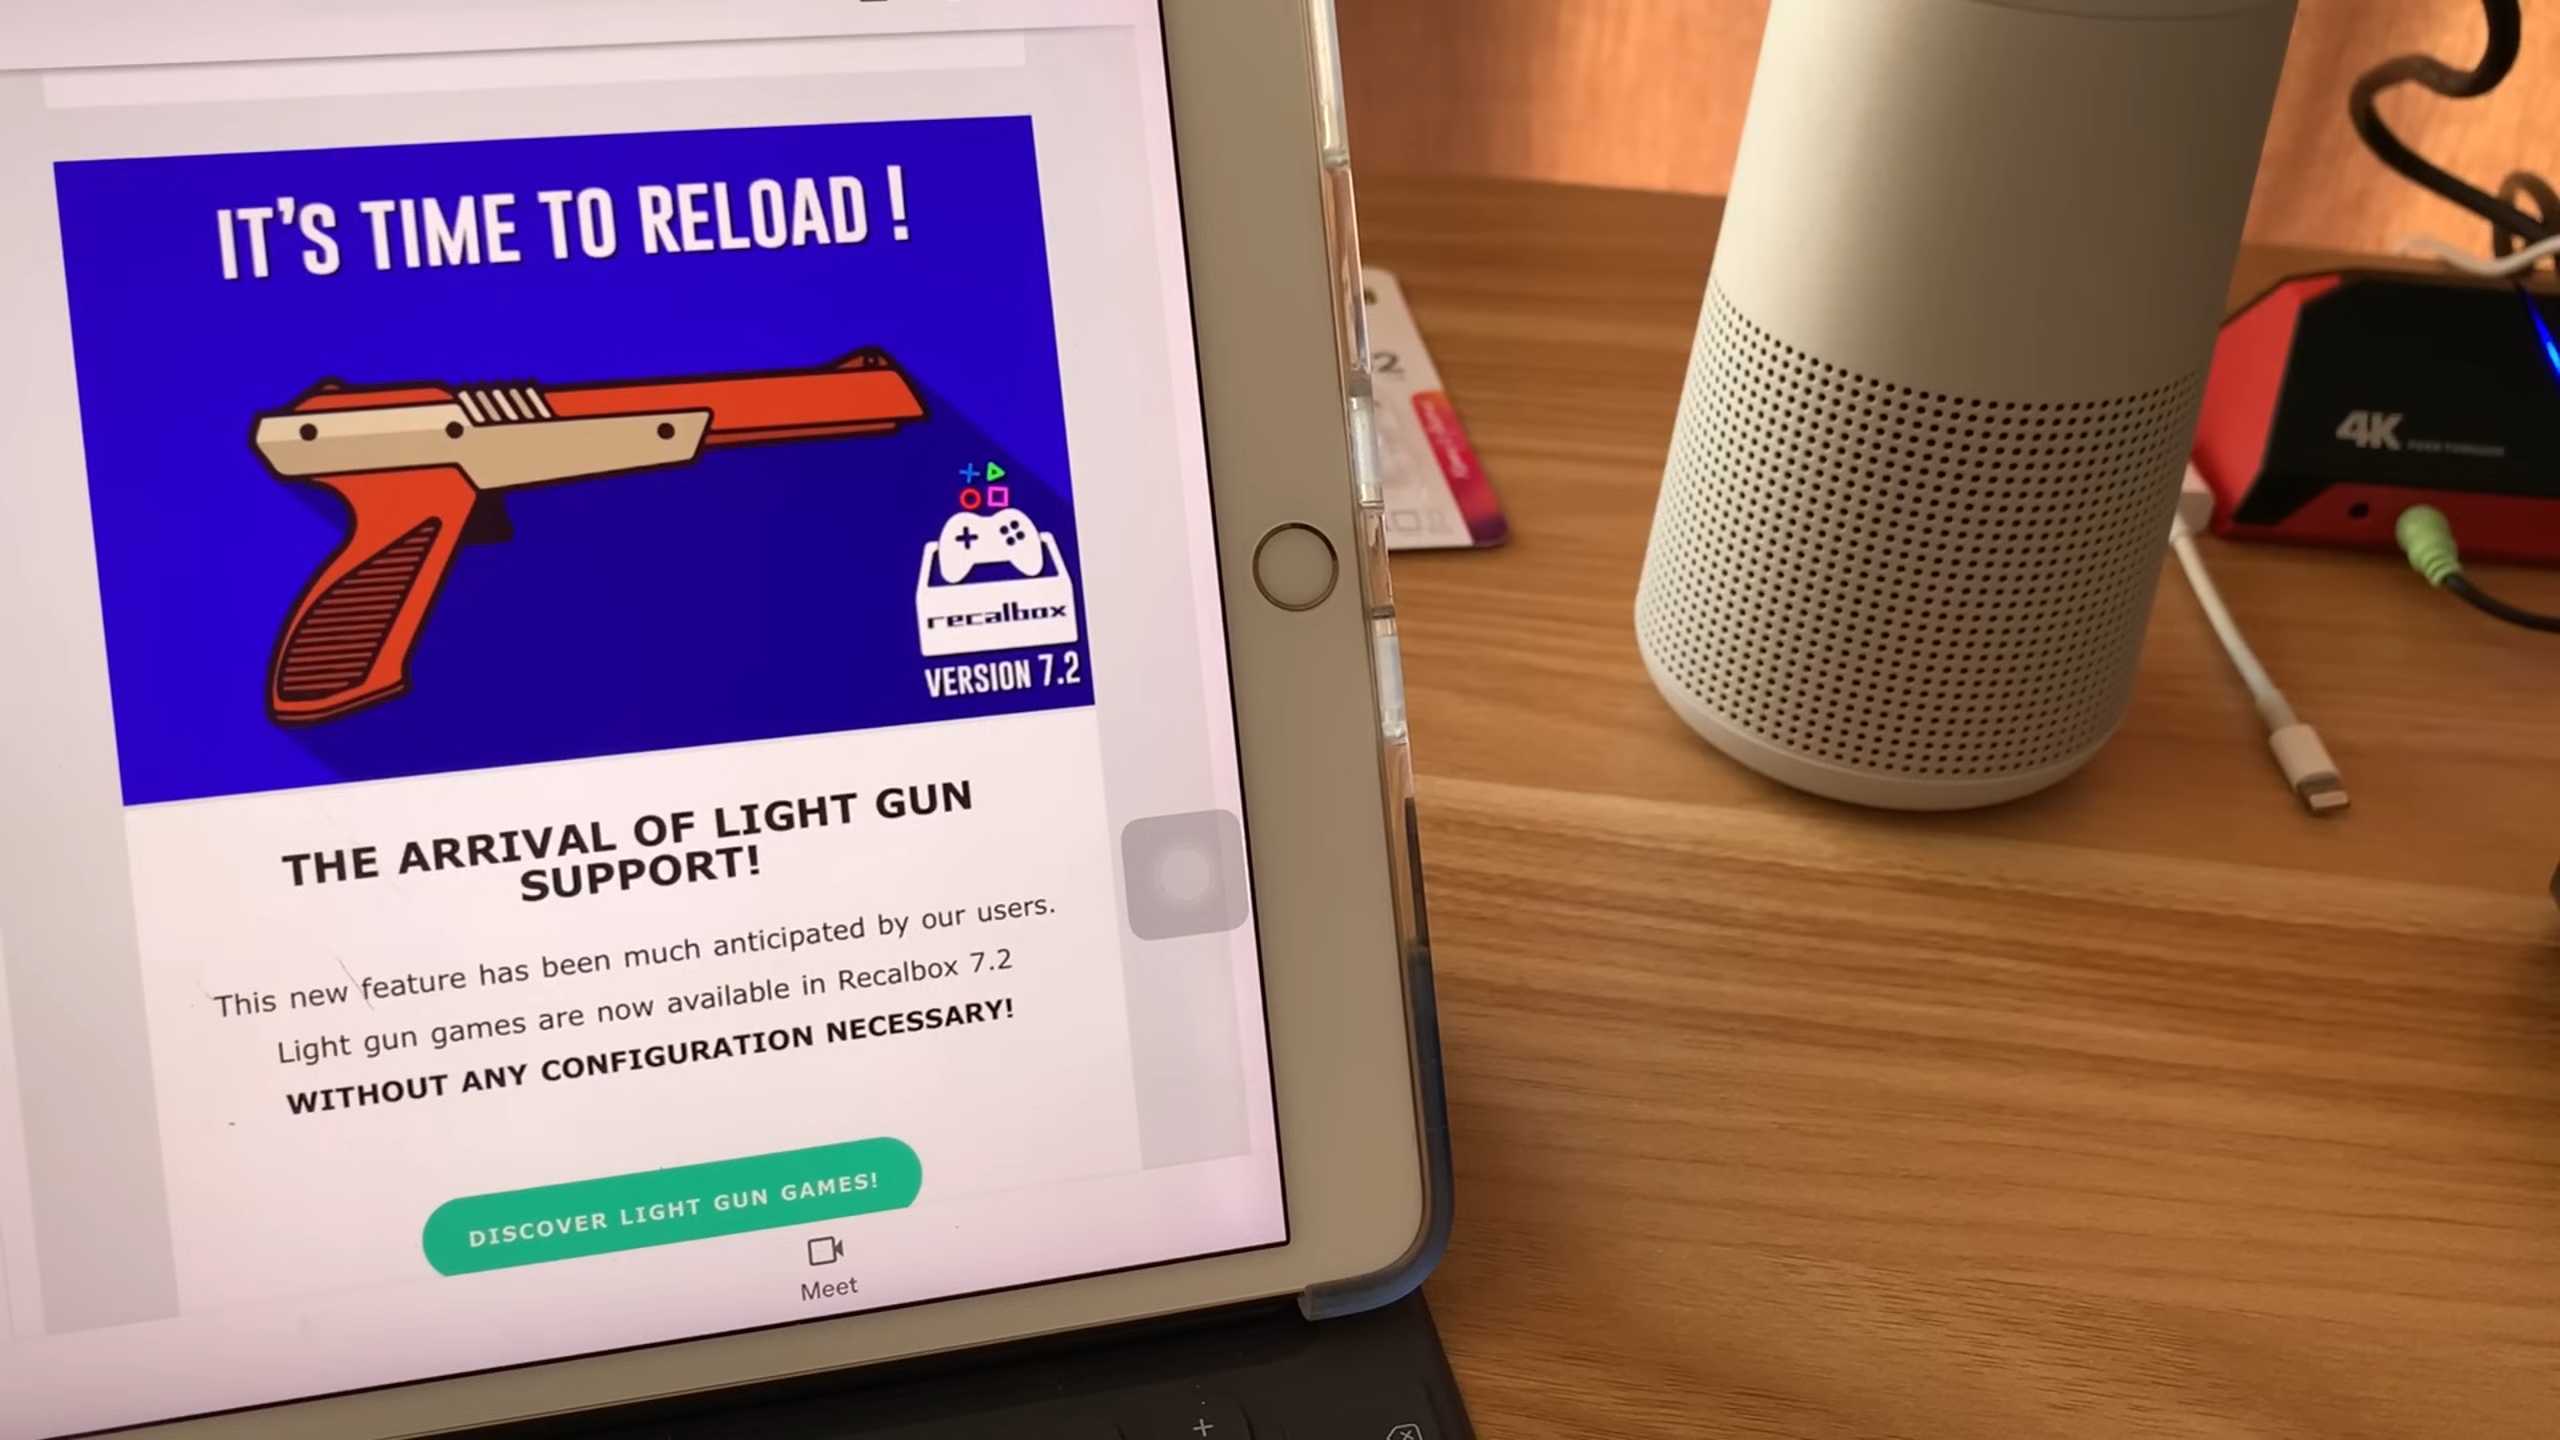 IT'S TIME TO RELOAD !
recalbox
VERSION 7.2
THE ARRIVAL OF LIGHT GUN
SUPPORT!
This new feature has been much anticipated by our users.
Light gun games are now available in Recalbox 7.2
WITHOUT ANY CONFIGURATION NECESSARY!
DISCOVER LIGHT GUN GAMES!
Meet
+
2
4K